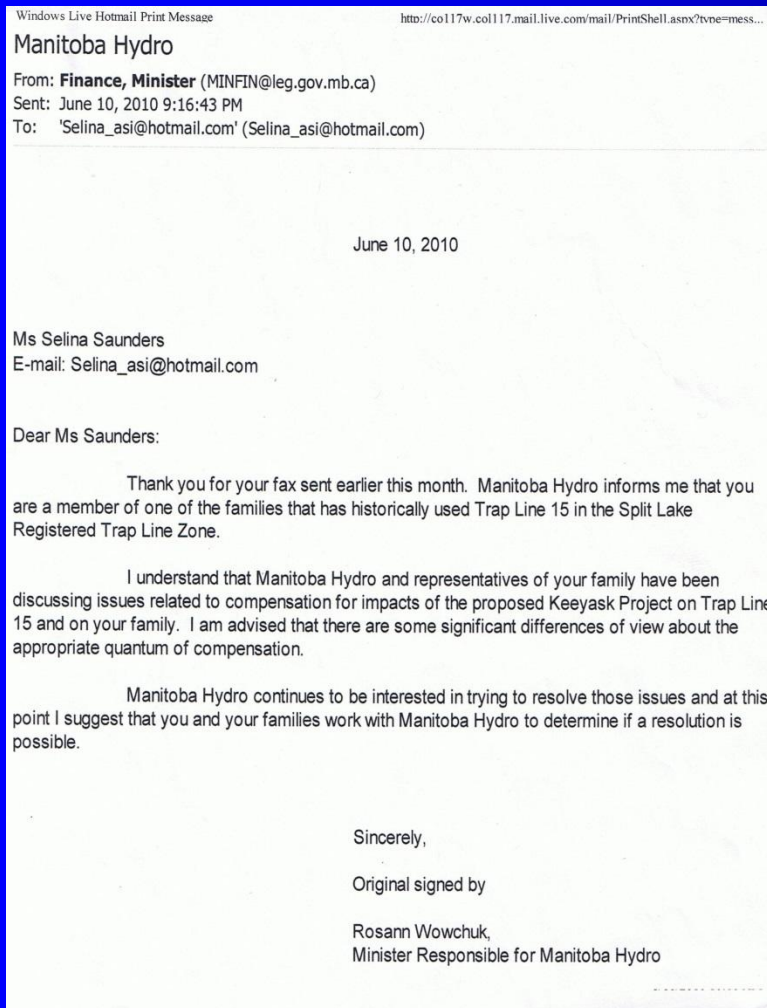 Windows Live Hotmail Print Message http://co117w.col117.mail.live.com/mail/PrintShell.aspx?type=mess...
Manitoba Hydro
From: Finance, Minister (MINFIN@leg.gov.mb.ca)
Sent: June 10, 2010 9:16:43 PM
To: 'Selina_asi@hotmail.com' (Selina_asi@hotmail.com)
June 10, 2010
Ms Selina Saunders
E-mail: Selina_asi@hotmail.com
Dear Ms Saunders:
Thank you for your fax sent earlier this month. Manitoba Hydro informs me that you
are a member of one of the families that has historically used Trap Line 15 in the Split Lake
Registered Trap Line Zone.
I understand that Manitoba Hydro and representatives of your family have been
discussing issues related to compensation for impacts of the proposed Keeyask Project on Trap Line
15 and on your family. I am advised that there are some significant differences of view about the
appropriate quantum of compensation.
Manitoba Hydro continues to be interested in trying to resolve those issues and at this
point I suggest that you and your families work with Manitoba Hydro to determine if a resolution is
possible.
Sincerely,
Original signed by
Rosann Wowchuk,
Minister Responsible for Manitoba Hydro